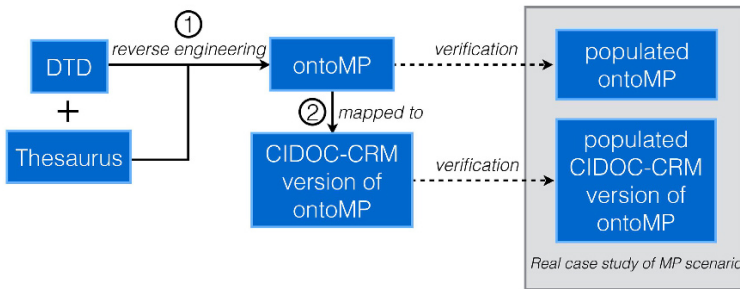 1
reverse engineering
DTD
+
Thesaurus
ontoMP
2
mapped to
CIDOC-CRM
version of
ontoMP
verification
verification
populated
ontoMP
populated
CIDOC-CRM
version of
ontoMP
Real case study of MP scenario